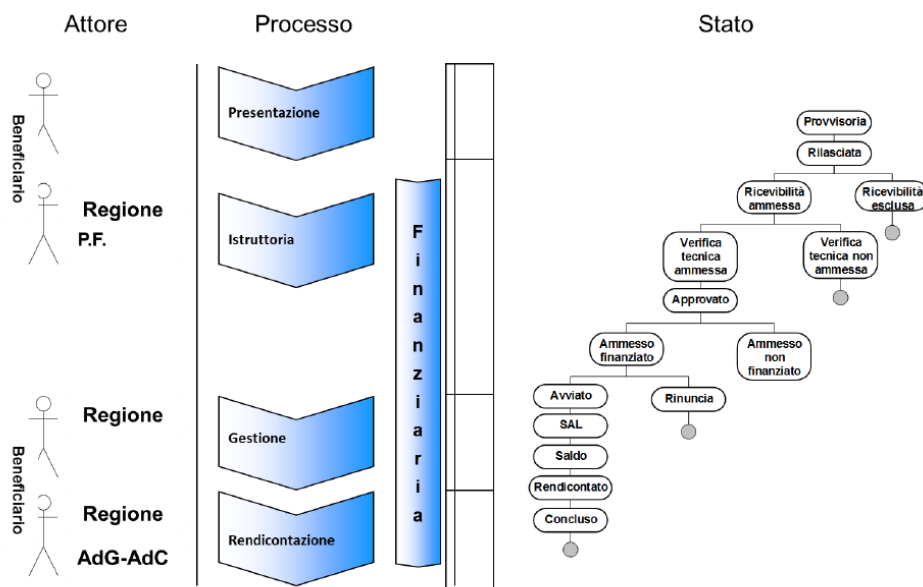 Attore
Processo
Stato
Beneficiario
Presentazione
Provvisoria
Rilasciata
Ricevibilità
ammessa
Ricevibilità
esclusa
Regione
P.F.
Istruttoria
Finanziaria
Verifica
tecnica
ammessa
Verifica
tecnica non
ammessa
Approvato
Ammesso
finanziato
Ammesso
non
finanziato
Beneficiario
Regione
Gestione
Avviato
Rinuncia
SAL
Saldo
Rendicontato
Concluso
Regione
AdG-AdC
Rendicontazione